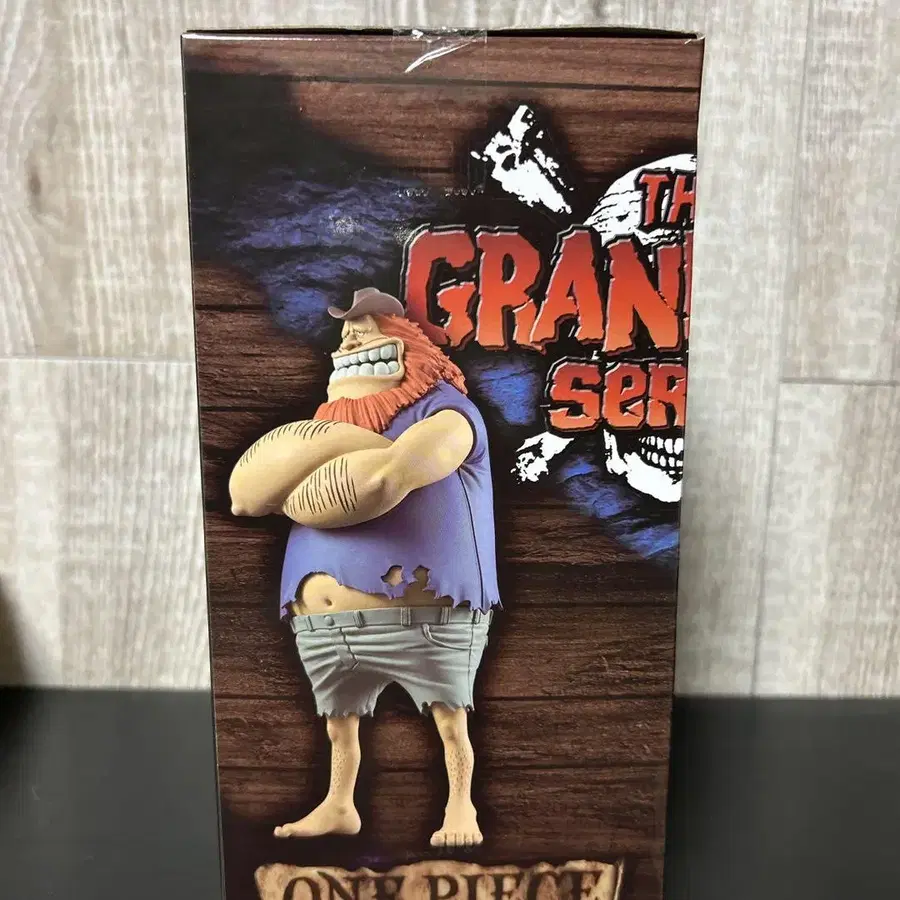 TH
GRAN
SER
ONE PIECE